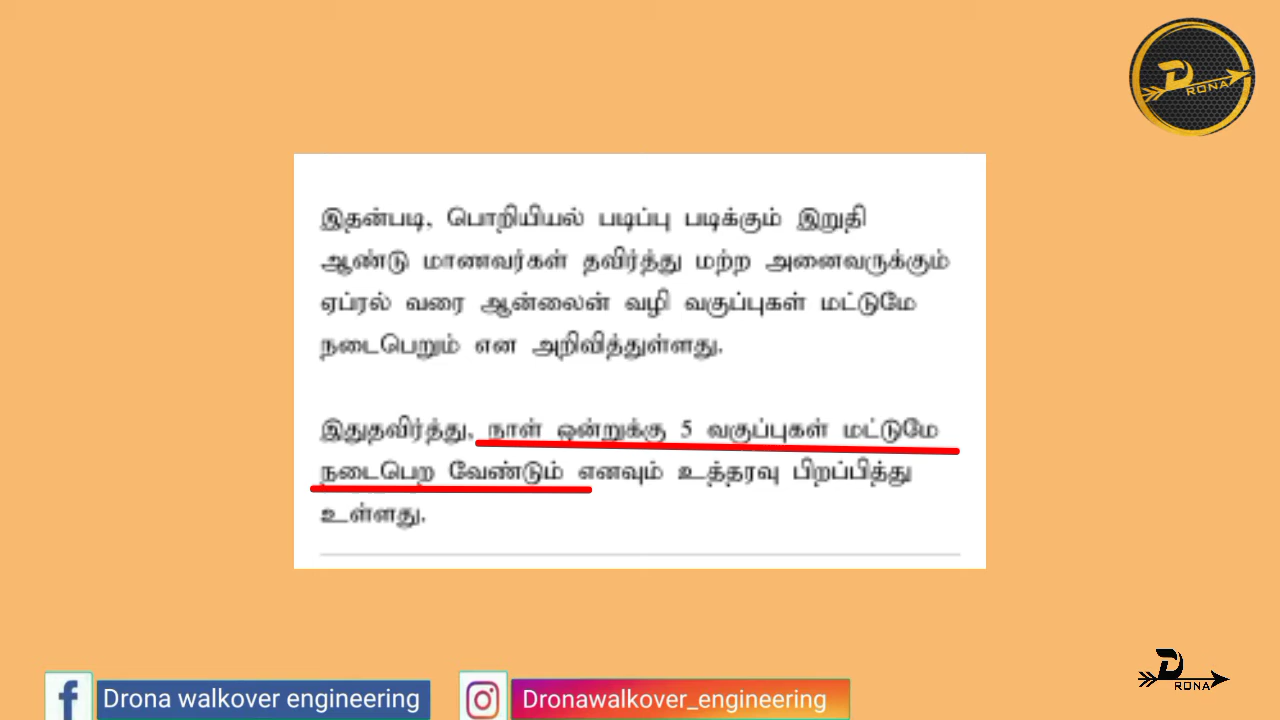 DRONA
இதன்படி, பொறியியல் படிப்பு படிக்கும் இறுதி
ஆண்டு மாணவர்கள் தவிர்த்து மற்ற அனைவருக்கும்
ஏப்ரல் வரை ஆன்லைன் வழி வகுப்புகள் மட்டுமே
நடைபெறும் என அறிவித்துள்ளது.
இதுதவிர்த்து, நாள் ஒன்றுக்கு 5 வகுப்புகள் மட்டுமே
நடைபெற வேண்டும் எனவும் உத்தரவு பிறப்பித்து
உள்ளது.
DRONA
Drona walkover engineering
Dronawalkover_engineering